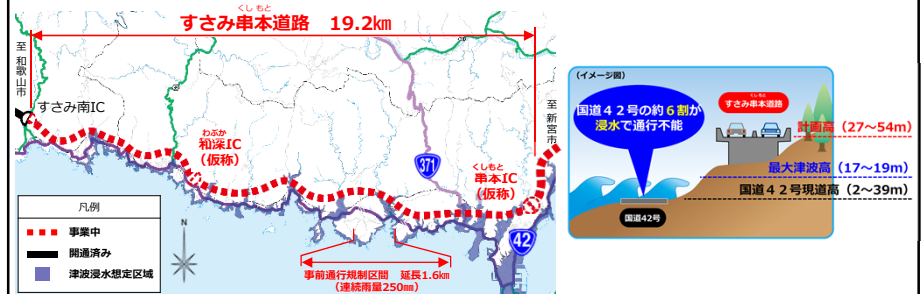 くしもと
すさみ串本道路 19.2㎞
至 和歌山市
すさみ南IC
わぶか
和深IC
(仮称)
371
くしもと
串本IC
(仮称)
至 新宮市
42
凡例
事業中
開通済み
津波浸水想定区域
N
事前通行規制区間 延長1.6㎞
(連続雨量250㎜)
(イメージ図)
国道42号の約6割が
浸水で通行不能
くしもと
すさみ串本道路
計画高(27~54m)
最大津波高(17~19m)
国道42号現道高(2~39m)
国道42号